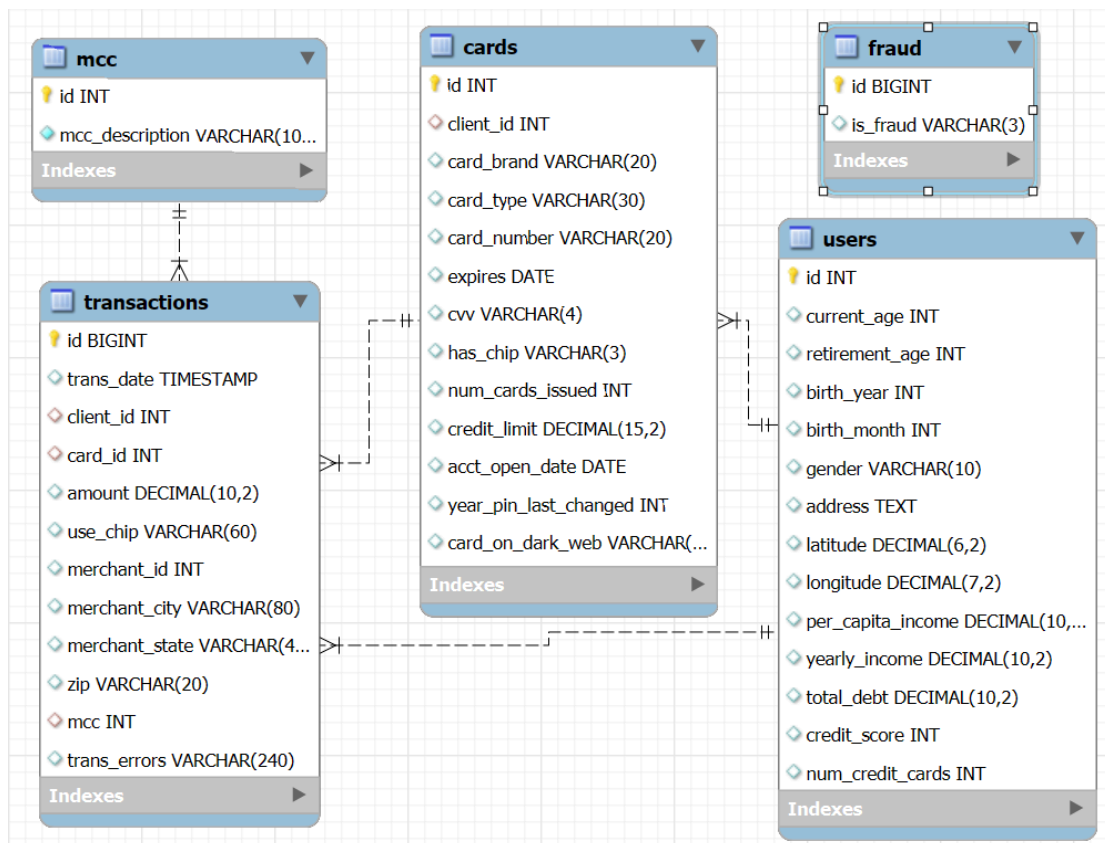 mcc
id INT
mcc_description VARCHAR(10...
Indexes
transactions
id BIGINT
trans_date TIMESTAMP
client_id INT
card_id INT
amount DECIMAL(10,2)
use_chip VARCHAR(60)
merchant_id INT
merchant_city VARCHAR(80)
merchant_state VARCHAR(4...
zip VARCHAR(20)
mcc INT
trans_errors VARCHAR(240)
Indexes
cards
id INT
client_id INT
card_brand VARCHAR(20)
card_type VARCHAR(30)
card_number VARCHAR(20)
expires DATE
cvv VARCHAR(4)
has_chip VARCHAR(3)
num_cards_issued INT
credit_limit DECIMAL(15,2)
acct_open_date DATE
year_pin_last_changed INT
card_on_dark_web VARCHAR(...
Indexes
fraud
id BIGINT
is_fraud VARCHAR(3)
Indexes
users
id INT
current_age INT
retirement_age INT
birth_year INT
birth_month INT
gender VARCHAR(10)
address TEXT
latitude DECIMAL(6,2)
longitude DECIMAL(7,2)
per_capita_income DECIMAL(10,...
yearly_income DECIMAL(10,2)
total_debt DECIMAL(10,2)
credit_score INT
num_credit_cards INT
Indexes